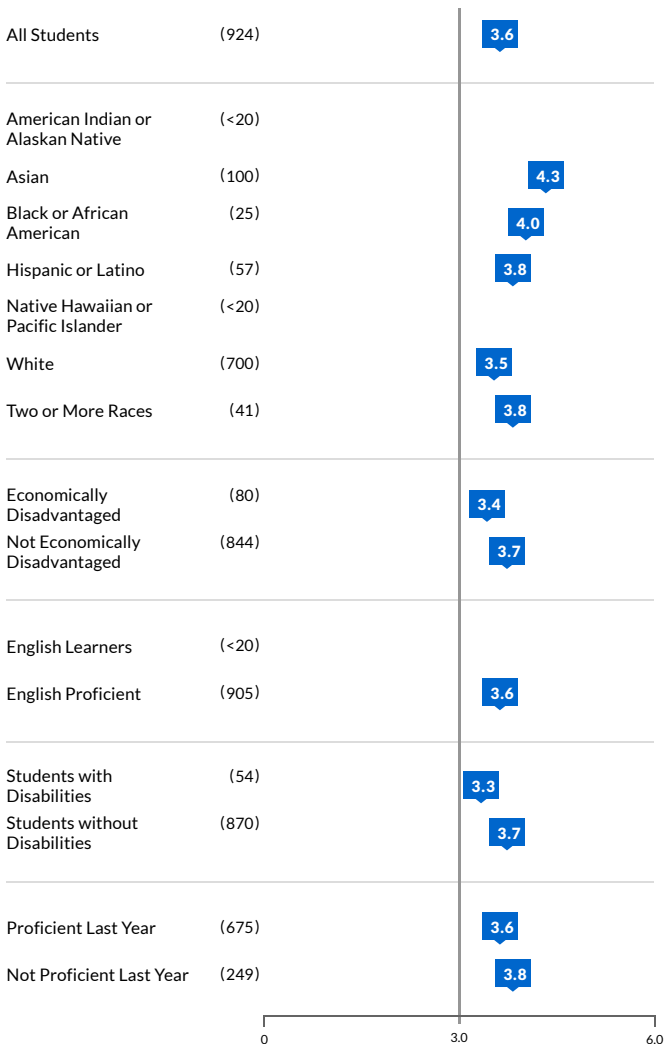 All Students (924) 3.6
American Indian or (<20)
Alaskan Native
Asian (100) 4.3
Black or African (25) 4.0
American
Hispanic or Latino (57) 3.8
Native Hawaiian or (<20)
Pacific Islander
White (700) 3.5
Two or More Races (41) 3.8
Economically (80) 3.4
Disadvantaged
Not Economically (844) 3.7
Disadvantaged
English Learners (<20)
English Proficient (905) 3.6
Students with (54) 3.3
Disabilities
Students without (870) 3.7
Disabilities
Proficient Last Year (675) 3.6
Not Proficient Last Year (249) 3.8
0 3.0 6.0